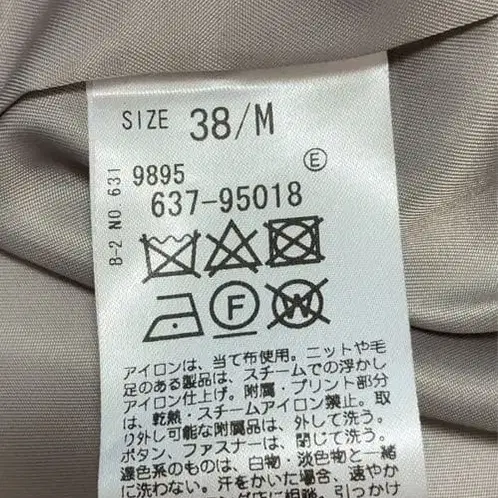 SIZE 38/M
B-2 NO 631
9895
E
637-95018
F
W
アイロンは、当て布使用。ニットや毛
足のある製品は、スチームでの浮かし
アイロン仕上げ。附属・プリント部分
は、乾熱・スチームアイロン禁止。取
り外し可能な附属は、外して洗う。
ボタン、ファスナーは、閉じて洗う。
濃色系のものは、白物・淡色物と一緒
に洗わない。汗をかいた場合、速やか
引っかけ